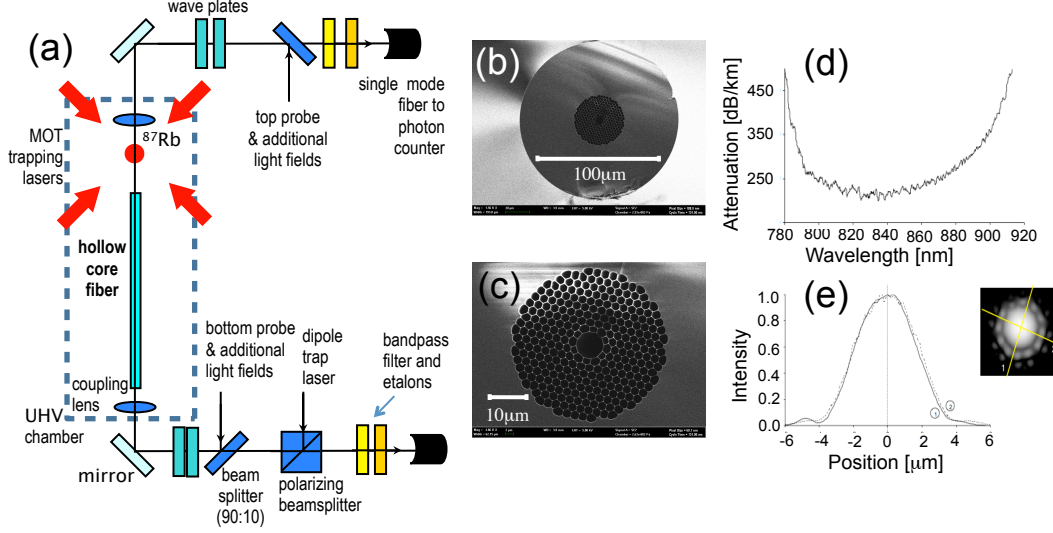 (a)
wave plates
single mode
fiber to
photon
counter
top probe
& additional
light fields
MOT
trapping
lasers
87Rb
hollow
core
fiber
coupling
lens
UHV
chamber
mirror
bottom probe
& additional
light fields
dipole
trap
laser
bandpass
filter and
etalons
beam
splitter
(90:10)
polarizing
beamsplitter
(b)
100μm
(c)
10μm
(d)
Attenuation [dB/km]
450
350
250
780 800 820 840 860 880 900 920
Wavelength [nm]
(e)
Intensity
1.0
0.8
0.6
0.4
0.2
0.0
-6 -4 -2 0 2 4 6
Position [μm]
1
2
1